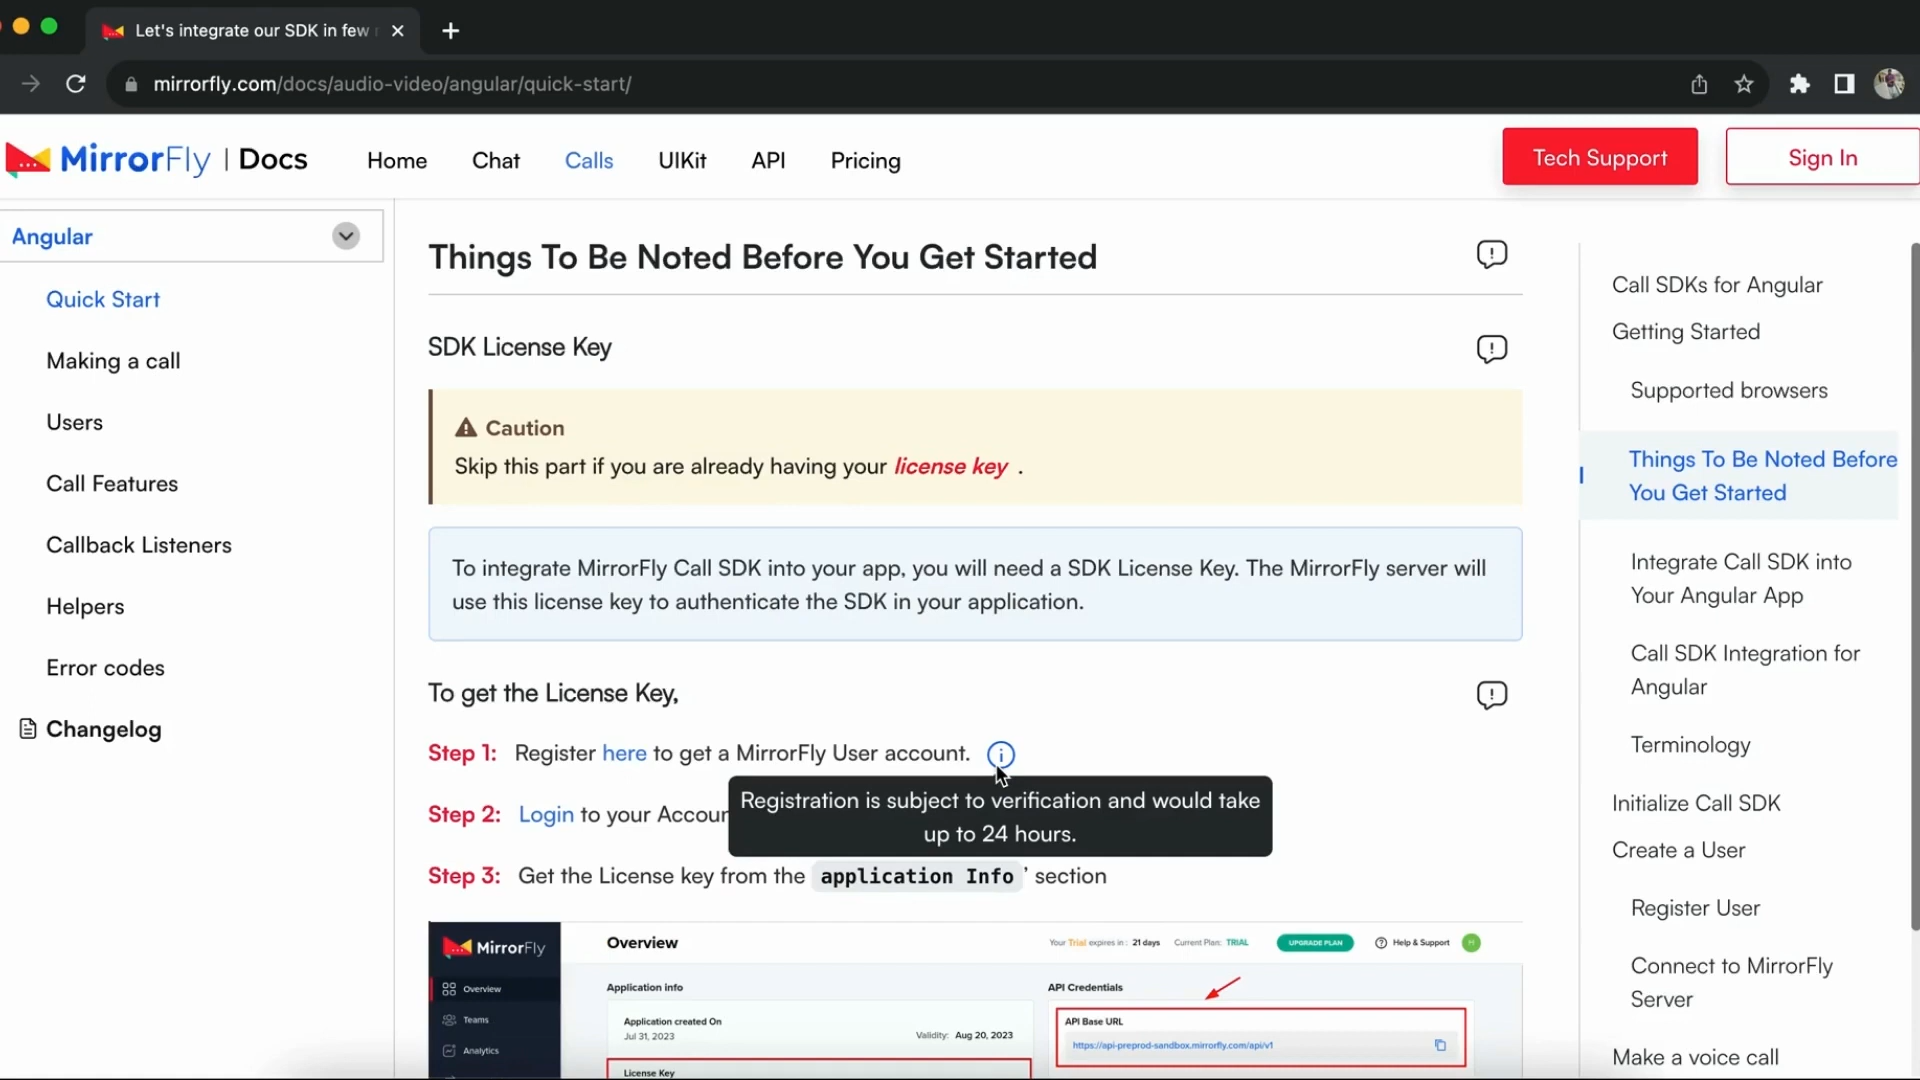 Let's integrate our SDK in few
mirrorfly.com/docs/audio-video/angular/quick-start/
MirrorFly | Docs
Home
Chat
Calls
UIKit
API
Pricing
Tech Support
Sign In
Angular
Quick Start
Making a call
Users
Call Features
Callback Listeners
Helpers
Error codes
Changelog
Things To Be Noted Before You Get Started
SDK License Key
Caution
Skip this part if you are already having your license key .
To integrate MirrorFly Call SDK into your app, you will need a SDK License Key. The MirrorFly server will
use this license key to authenticate the SDK in your application.
To get the License Key,
Step 1: Register here to get a MirrorFly User account.
Registration is subject to verification and would take
up to 24 hours.
Step 2: Login to your Accoun
Step 3: Get the License key from the application Info ’ section
MirrorFly
Overview
Teams
Analytics
Overview
Your Trial expires in : 21 days
Current Plan: TRIAL
UPGRADE PLAN
Help & Support
Application info
Application created On
Jul 31, 2023
Validity: Aug 20, 2023
License Key
API Credentials
API Base URL
https://api-preprod-sandbox.mirrorfly.com/api/v1
Call SDKs for Angular
Getting Started
Supported browsers
Things To Be Noted Before
You Get Started
Integrate Call SDK into
Your Angular App
Call SDK Integration for
Angular
Terminology
Initialize Call SDK
Create a User
Register User
Connect to MirrorFly
Server
Make a voice call